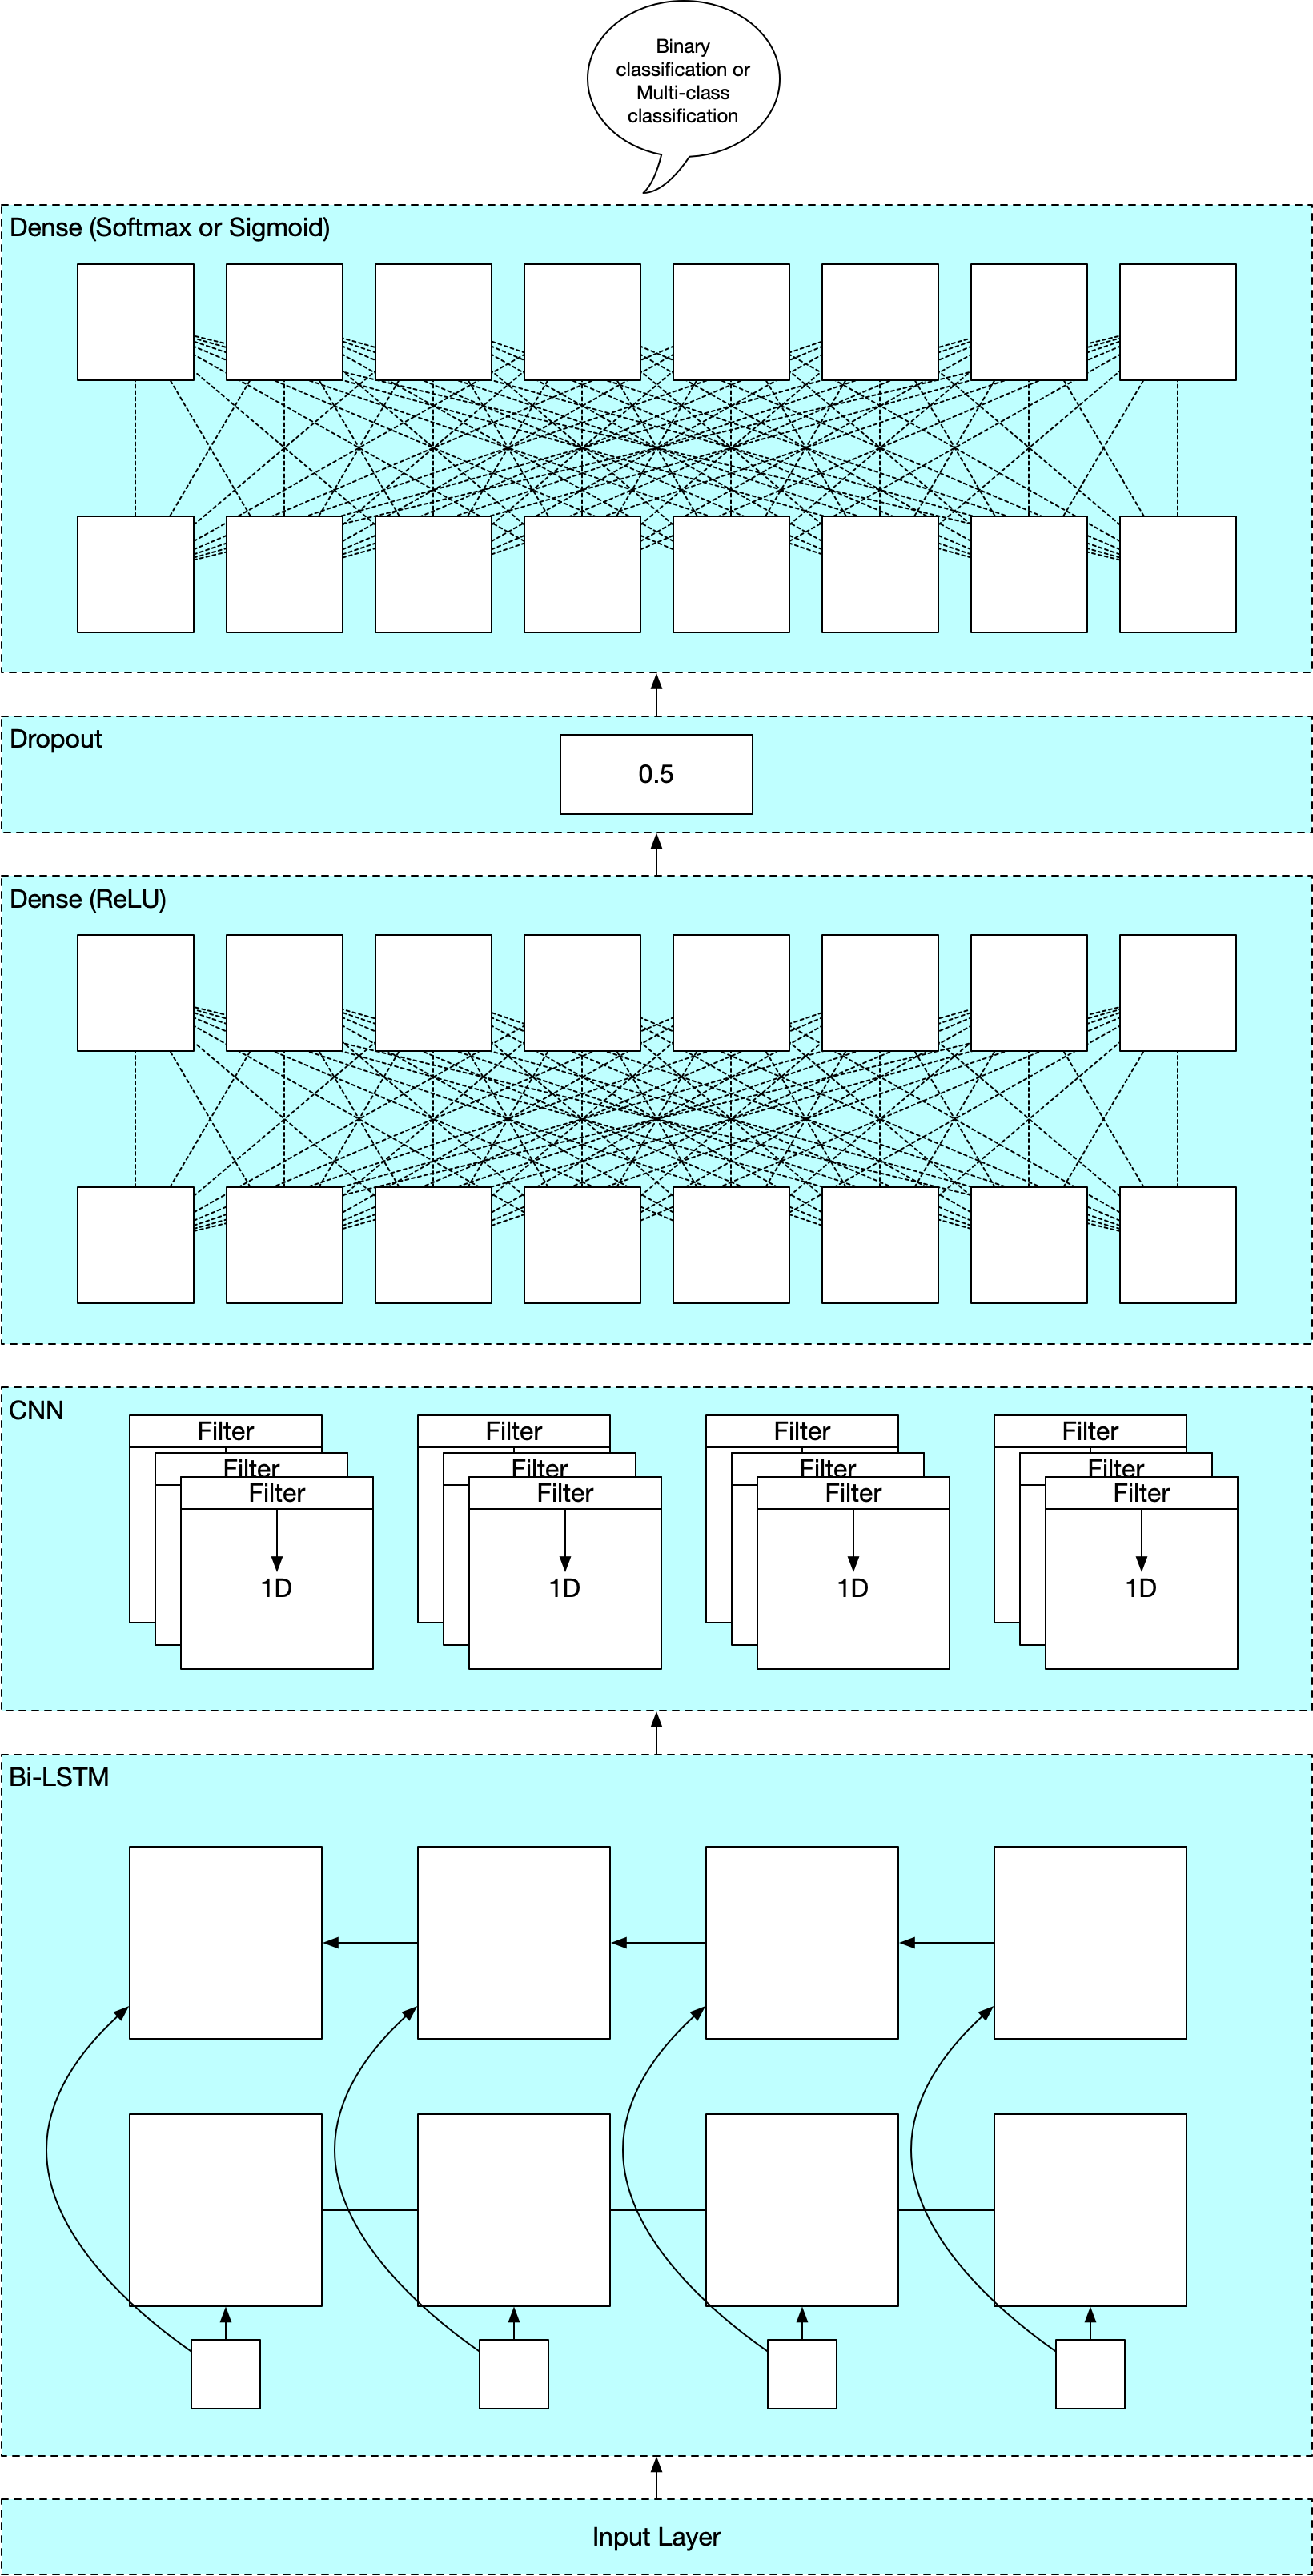 Binary
classification or
Multi-class
classification
Dense (Softmax or Sigmoid)
Dropout
0.5
Dense (ReLU)
CNN
Filter
Filter
Filter
1D
Filter
Filter
Filter
1D
Filter
Filter
Filter
1D
Filter
Filter
Filter
1D
Bi-LSTM
Input Layer